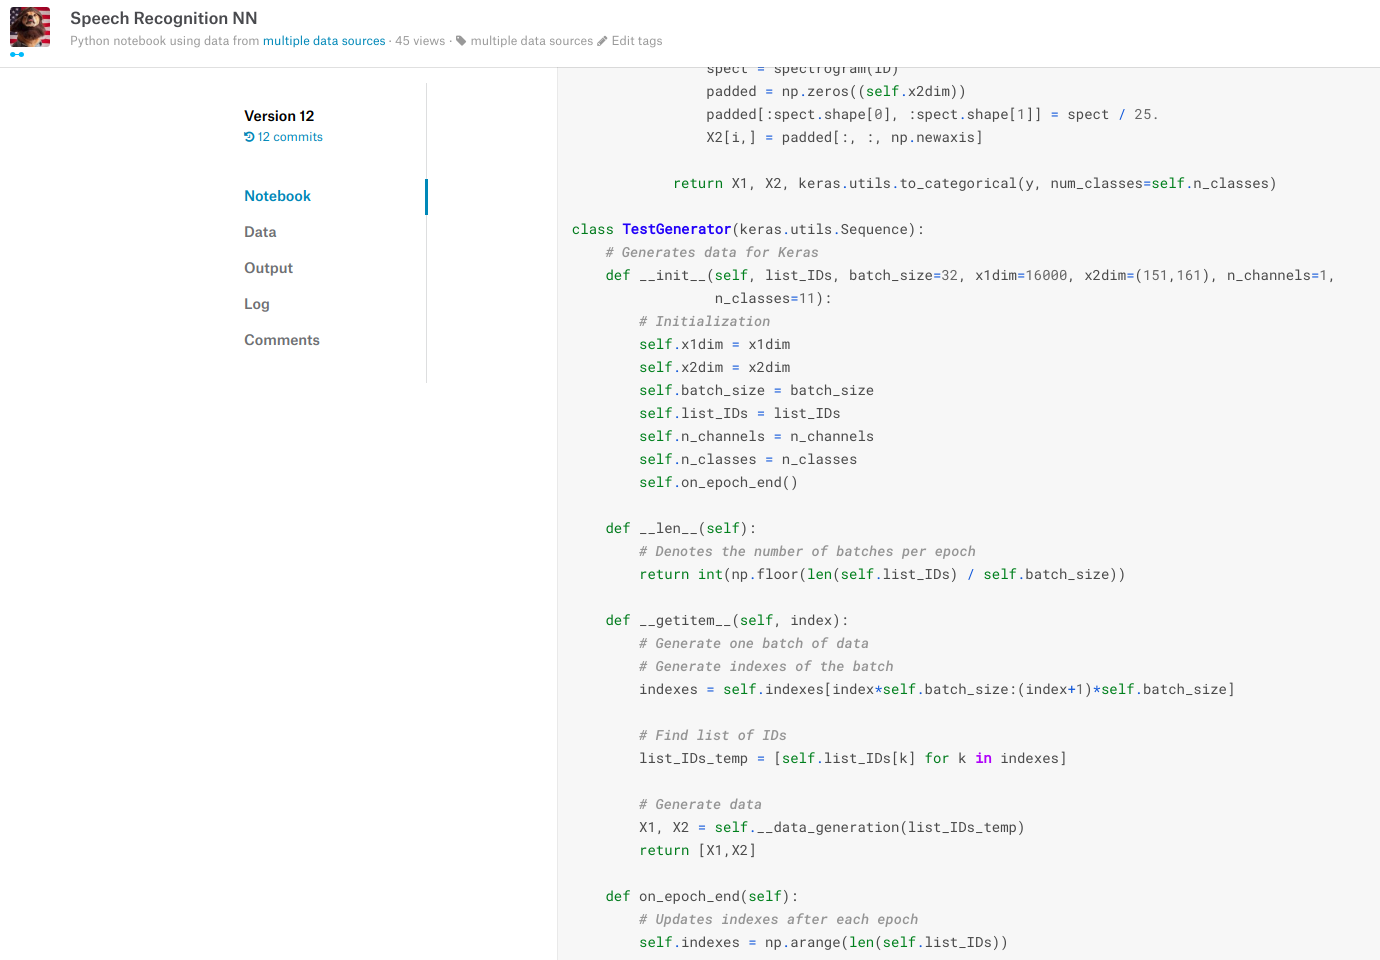 Speech Recognition NN
Python notebook using data from multiple data sources · 45 views · multiple data sources Edit tags
Version 12
12 commits
Notebook
Data
Output
Log
Comments
spect = spectrogram(ID)
padded = np.zeros((self.x2dim))
padded[:spect.shape[0], :spect.shape[1]] = spect / 25.
X2[i,] = padded[:, :, np.newaxis]
return X1, X2, keras.utils.to_categorical(y, num_classes=self.n_classes)
class TestGenerator(keras.utils.Sequence):
# Generates data for Keras
def __init__(self, list_IDs, batch_size=32, x1dim=16000, x2dim=(151,161), n_channels=1,
n_classes=11):
# Initialization
self.x1dim = x1dim
self.x2dim = x2dim
self.batch_size = batch_size
self.list_IDs = list_IDs
self.n_channels = n_channels
self.n_classes = n_classes
self.on_epoch_end()
def __len__(self):
# Denotes the number of batches per epoch
return int(np.floor(len(self.list_IDs) / self.batch_size))
def __getitem__(self, index):
# Generate one batch of data
# Generate indexes of the batch
indexes = self.indexes[index*self.batch_size:(index+1)*self.batch_size]
# Find list of IDs
list_IDs_temp = [self.list_IDs[k] for k in indexes]
# Generate data
X1, X2 = self.__data_generation(list_IDs_temp)
return [X1,X2]
def on_epoch_end(self):
# Updates indexes after each epoch
self.indexes = np.arange(len(self.list_IDs))